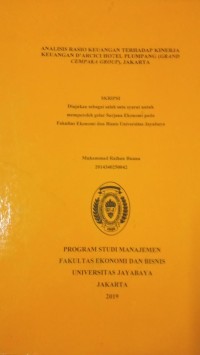 ANALISIS RASIO KEUANGAN TERHADAP KINERJA
KEUANGAN D'ARCICI HOTEL PLUMPANG (GRAND
CEMPAKA GROUP), JAKARTA
SKRIPSI
Diajukan sebagai salah satu syarat untuk
memperoleh gelar Sarjana Ekonomi pada
Fakultas Ekonomi dan Bisnis Universitas Jayabaya
Muhammad Hasan
PROGRAM STUDI MANAJEMEN
FAKULTAS EKONOMI DAN BISNIS
UNIVERSITAS JAYABAYA
JAKARTA
2019